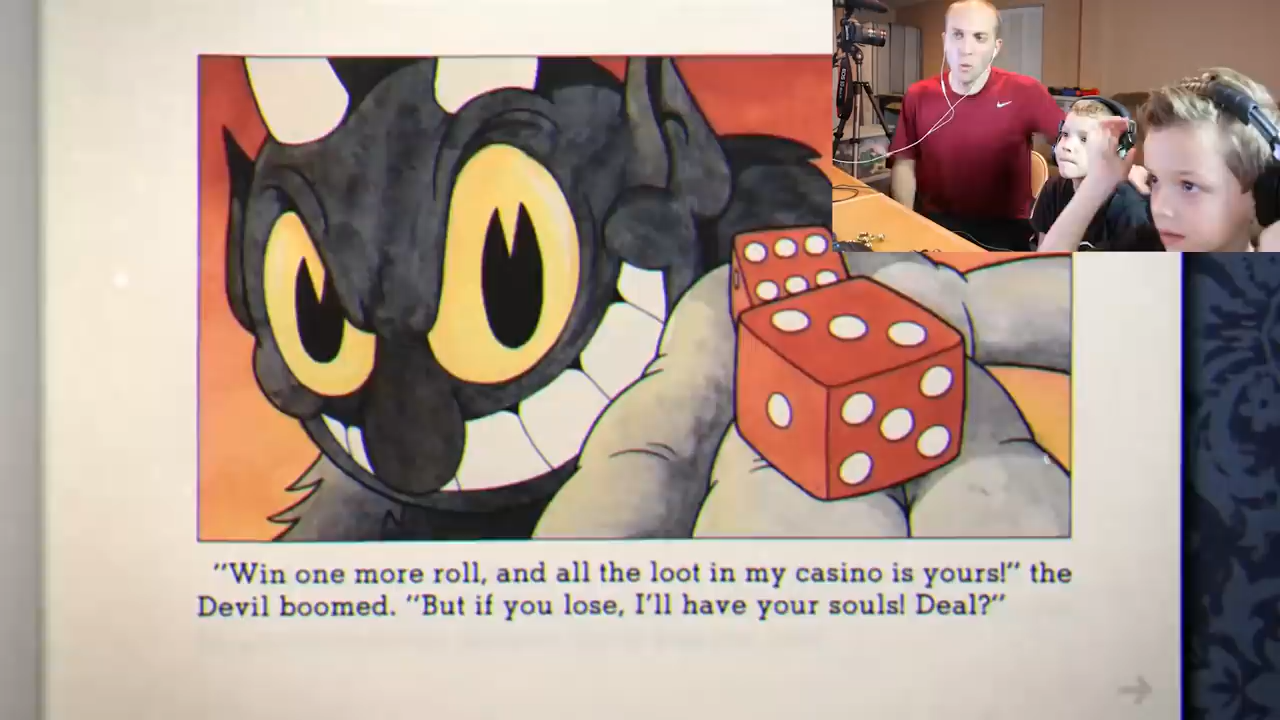 “Win one more roll, and all the loot in my casino is yours!” the
Devil boomed. “But if you lose, I’ll have your souls! Deal?”